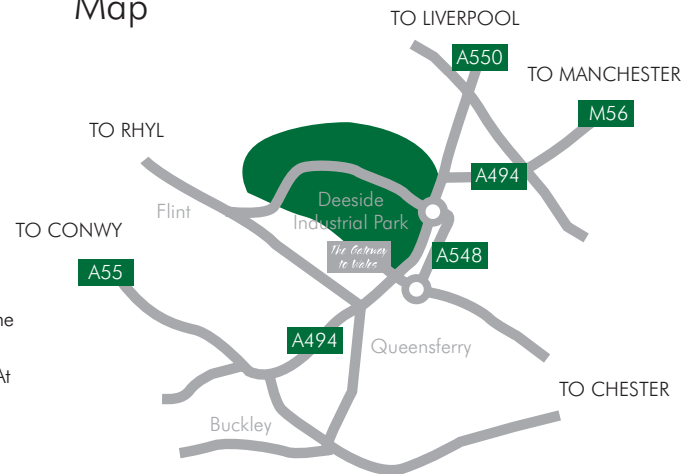 Map
TO LIVERPOOL
A550
TO MANCHESTER
M56
TO RHYL
A494
Flint
Deeside
Industrial Park
TO CONWY
The Gateway
to Wales
A548
A55
A494
Queensferry
At
TO CHESTER
Buckley